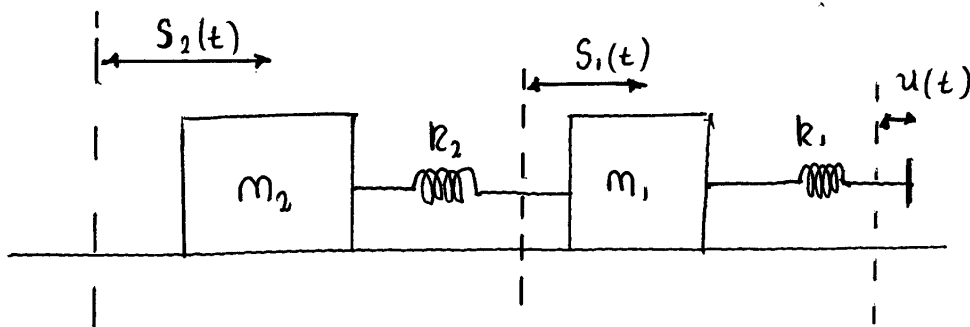 S₂(t)
S₁(t)
u(t)
k₂
k₁
m₂
m₁